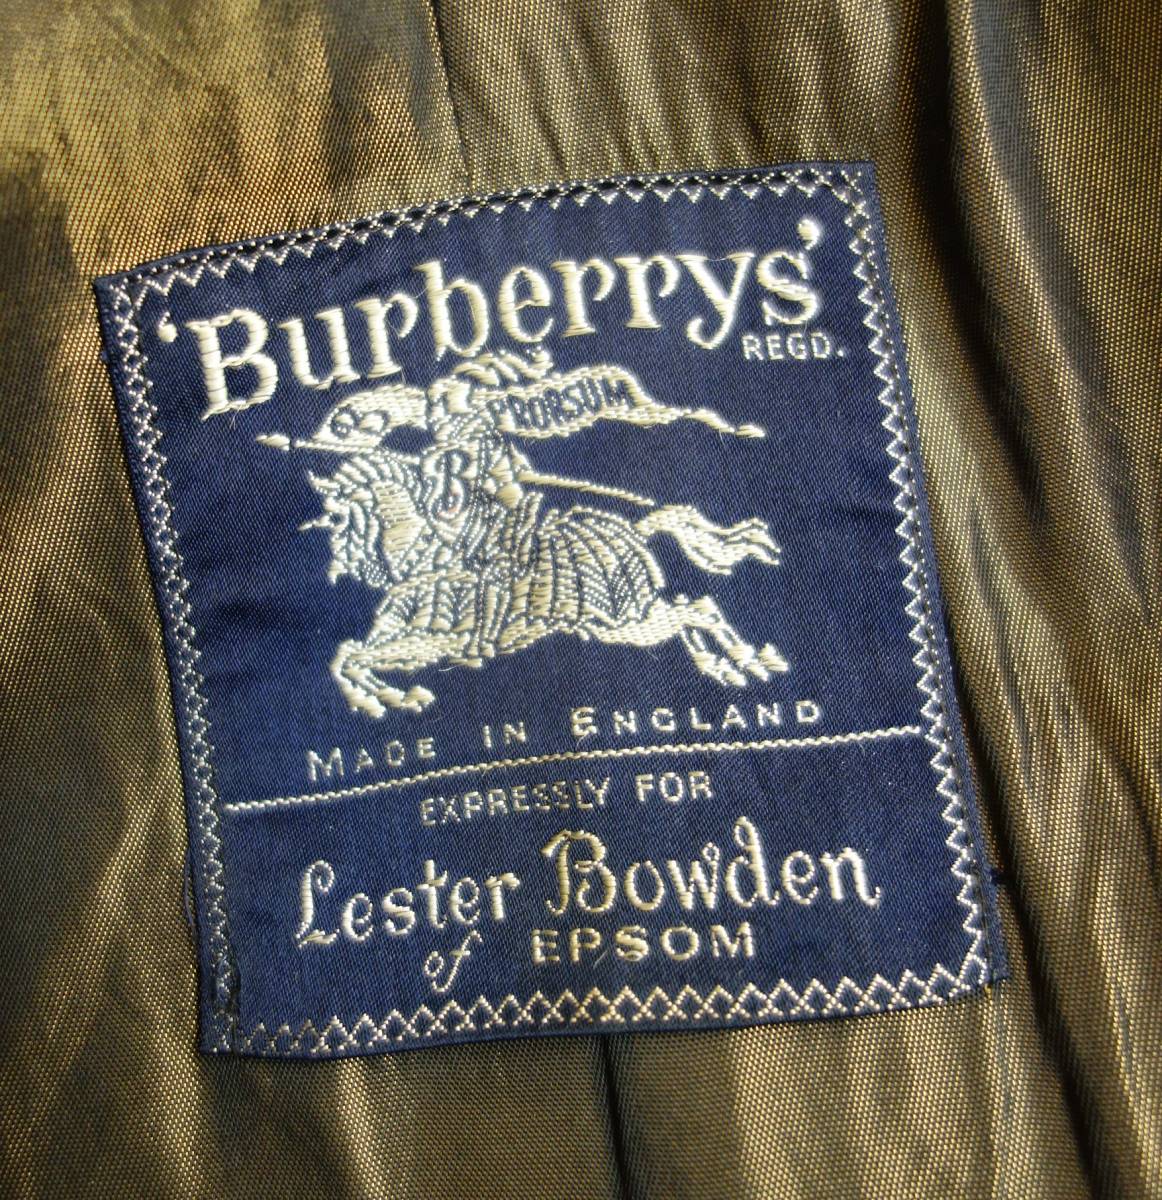 ‘Burberrys’
REGD.
PRORSUM
B
MADE IN ENGLAND
EXPRESSLY FOR
Lester Bowden
of EPSOM